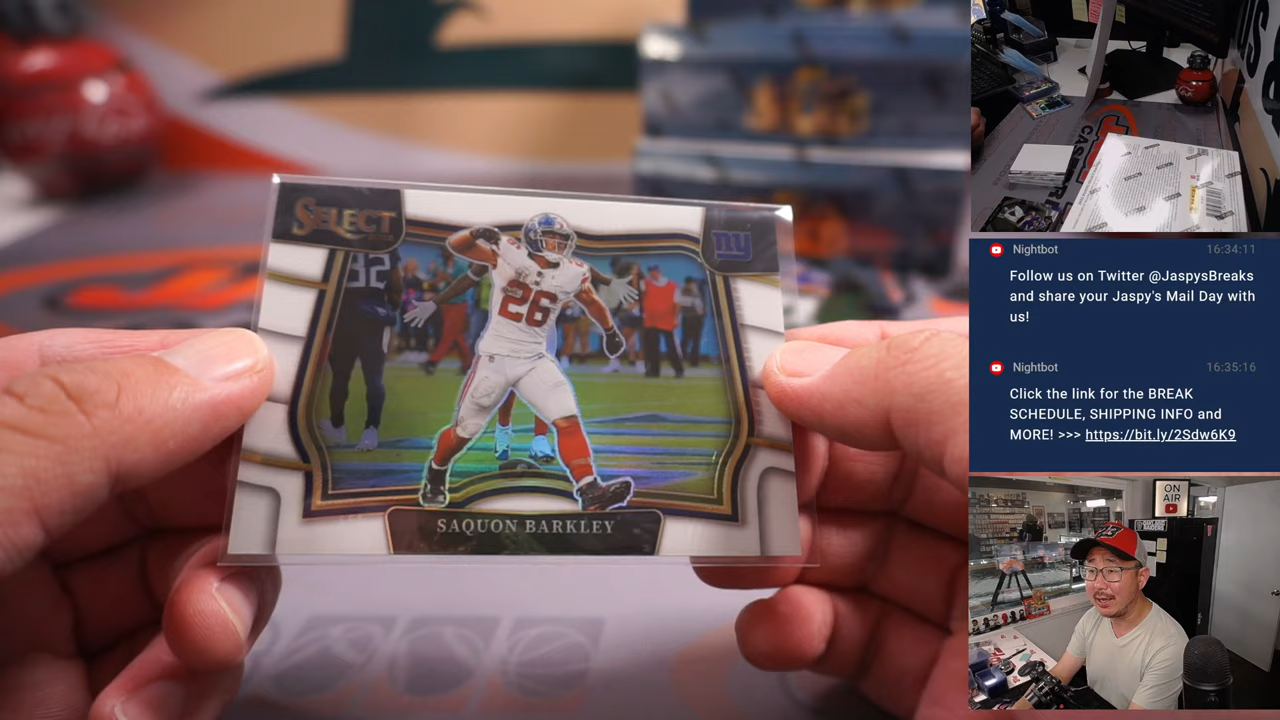 SELECT
ny
32
26
SAQUON BARKLEY
Nightbot
16:34:11
Follow us on Twitter @JaspysBreaks
and share your Jaspy's Mail Day with
us!
Nightbot
16:35:16
Click the link for the BREAK
SCHEDULE, SHIPPING INFO and
MORE! >>> https://bit.ly/2Sdw6K9
ON
AIR